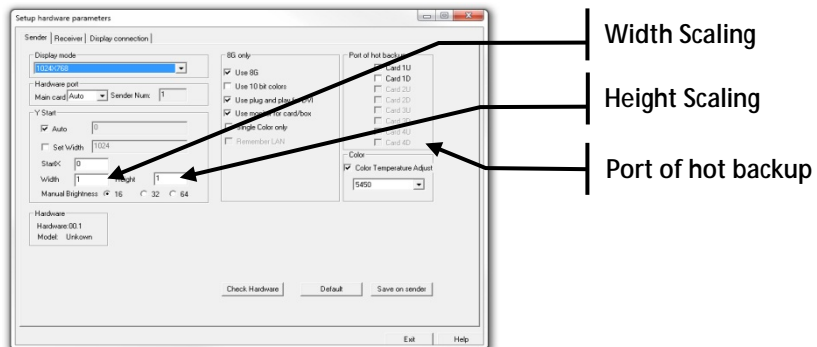 Setup hardware parameters
Sender Receiver Display connection
Display mode
1024X768
Hardware port
Main card Auto Sender Num: 1
Y Start
Auto 0
Set Width 1024
StartX 0
Width 1 Height 1
Manual Brightness 16 32 64
Hardware
Hardware:00.1
Model: Unkown
8G only
Use 8G
Use 10 bit colors
Use plug and play for DVI
Use monitor for card/box
Single Color only
Remember LAN
Port of hot backup
Card 1U
Card 1D
Card 2U
Card 2D
Card 3U
Card 3D
Card 4U
Card 4D
Color
Color Temperature Adjust
5450
Check Hardware Default Save on sender
Exit Help
Width Scaling
Height Scaling
Port of hot backup